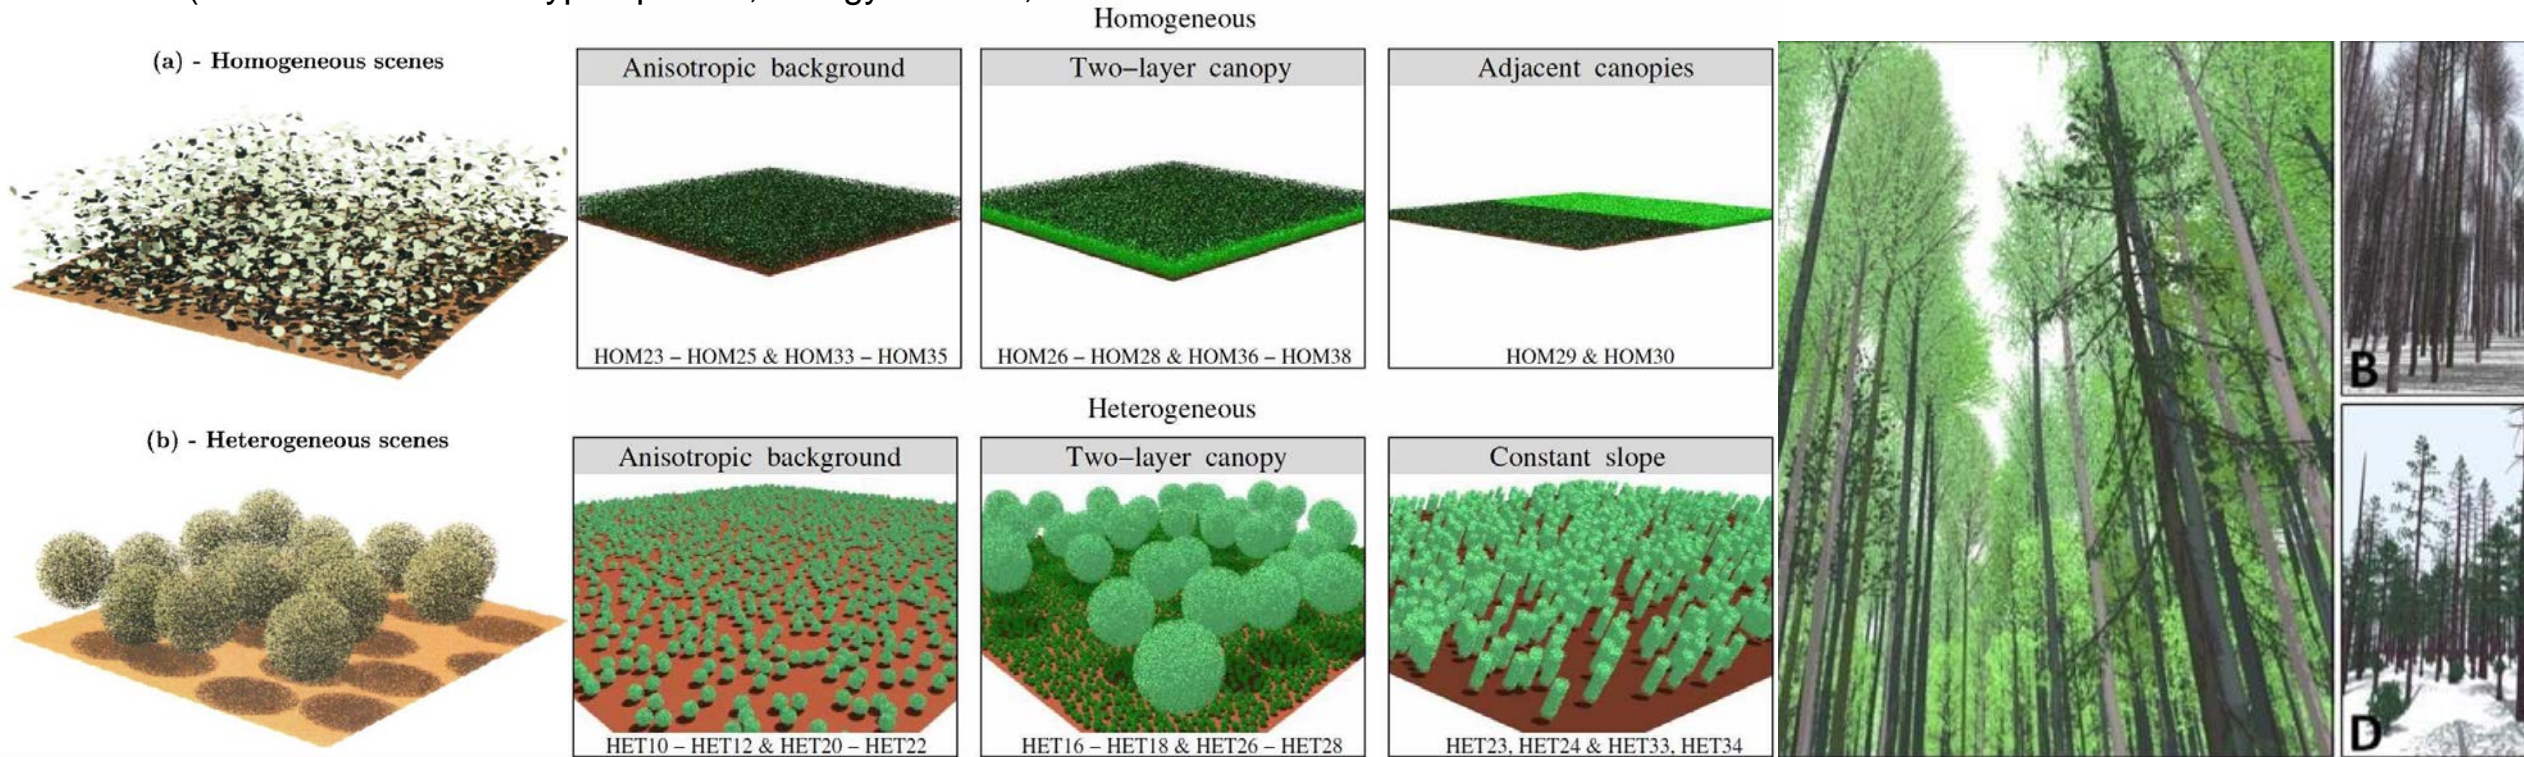 Homogeneous
(a) - Homogeneous scenes
Anisotropic background
Two–layer canopy
Adjacent canopies
HOM23 – HOM25 & HOM33 – HOM35
HOM26 – HOM28 & HOM36 – HOM38
HOM29 & HOM30
B
Heterogeneous
(b) - Heterogeneous scenes
Anisotropic background
Two–layer canopy
Constant slope
HET10 – HET12 & HET20 – HET22
HET16 – HET18 & HET26 – HET28
HET23, HET24 & HET33, HET34
D